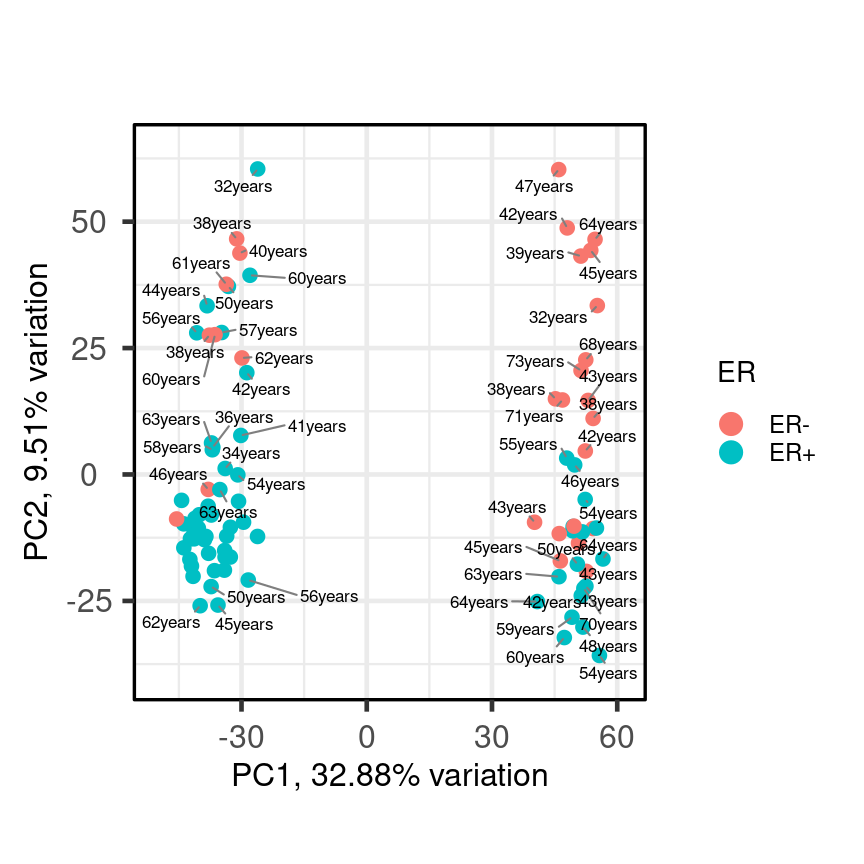 32years
47years
38years
42years
64years
40years
39years
61years
60years
45years
44years
50years
32years
56years
57years
38years
62years
68years
73years
60years
42years
43years
38years
38years
71years
63years
36years
41years
58years
34years
55years
42years
46years
54years
46years
63years
43years
54years
45years
50years
64years
63years
43years
50years
56years
64years
42years
43years
62years
45years
59years
70years
48years
60years
54years
50
25
0
-25
-30
0
30
60
PC1, 32.88% variation
PC2, 9.51% variation
ER
ER-
ER+